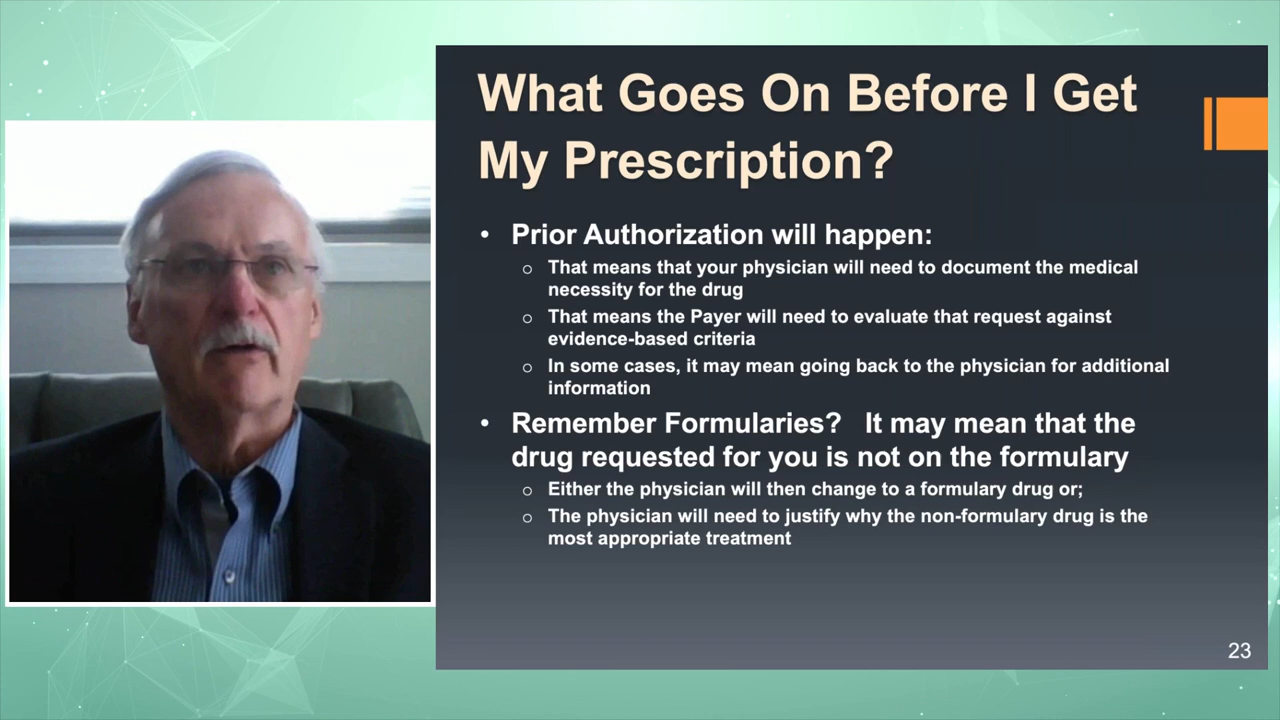 What Goes On Before I Get
My Prescription?
• Prior Authorization will happen:
o That means that your physician will need to document the medical
necessity for the drug
o That means the Payer will need to evaluate that request against
evidence-based criteria
o In some cases, it may mean going back to the physician for additional
information
• Remember Formularies? It may mean that the
drug requested for you is not on the formulary
o Either the physician will then change to a formulary drug or;
o The physician will need to justify why the non-formulary drug is the
most appropriate treatment
23